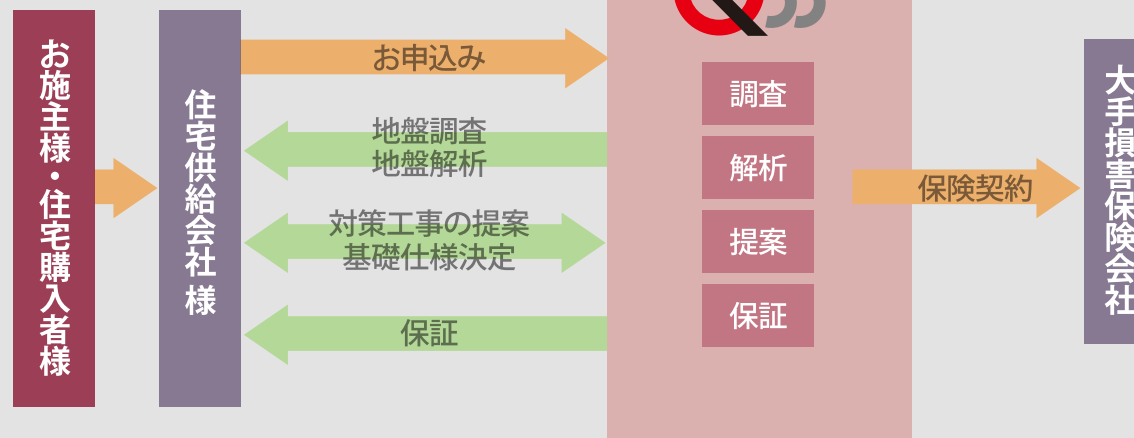 お施主様・住宅購入者様
住宅供給会社 様
お申込み
地盤調査
地盤解析
対策工事の提案
基礎仕様決定
保証
調査
解析
提案
保証
保険契約
大手損害保険会社